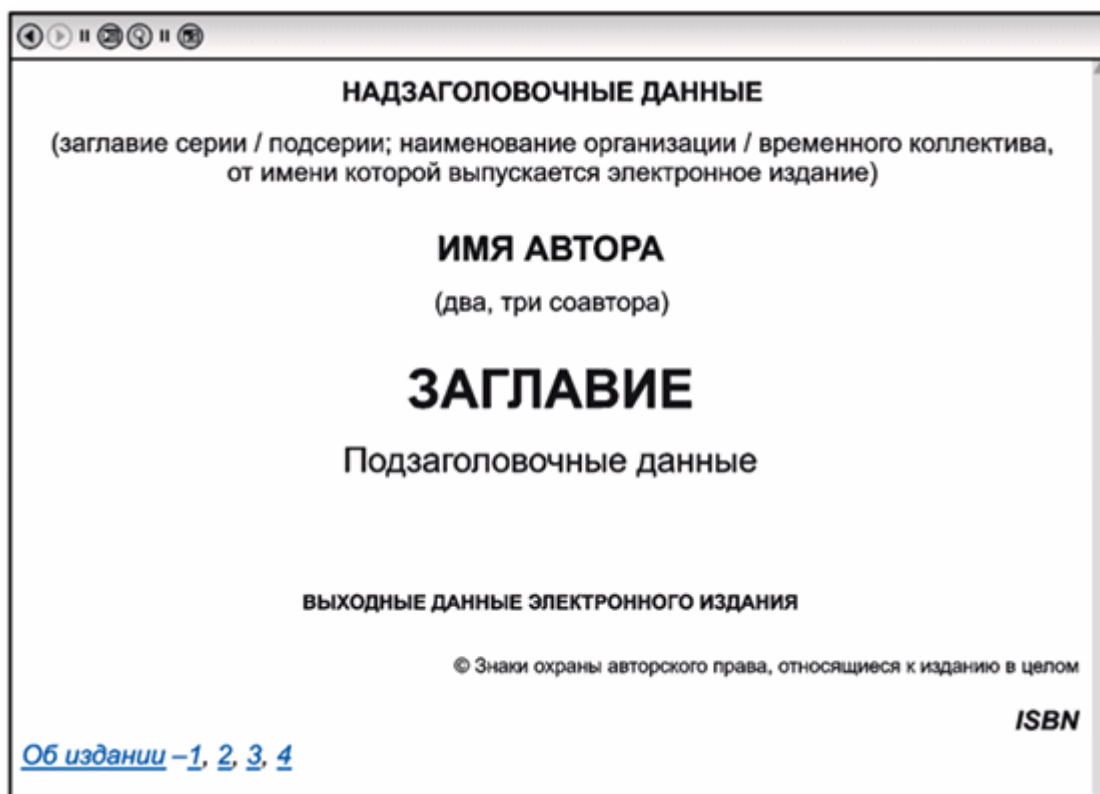 НАДЗАГОЛОВОЧНЫЕ ДАННЫЕ
(заглавие серии / подсерии; наименование организации / временного коллектива,
от имени которой выпускается электронное издание)
ИМЯ АВТОРА
(два, три соавтора)
ЗАГЛАВИЕ
Подзаголовочные данные
ВЫХОДНЫЕ ДАННЫЕ ЭЛЕКТРОННОГО ИЗДАНИЯ
© Знаки охраны авторского права, относящиеся к изданию в целом
ISBN
Об издании –1, 2, 3, 4